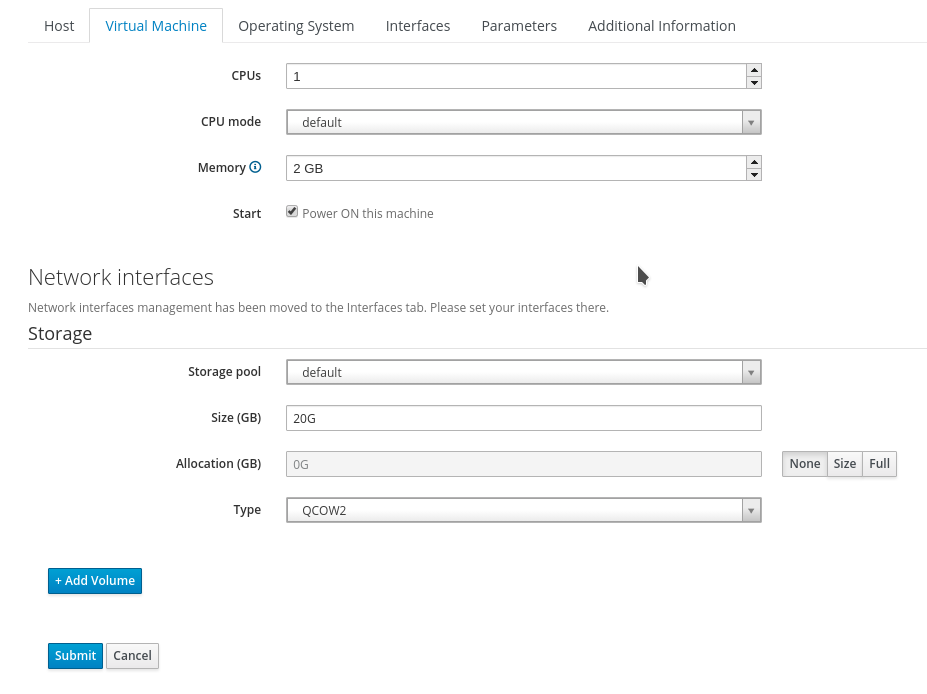 Host Virtual Machine Operating System Interfaces Parameters Additional Information
CPUs 1
CPU mode default
Memory 2 GB
Start Power ON this machine
Network interfaces
Network interfaces management has been moved to the Interfaces tab. Please set your interfaces there.
Storage
Storage pool default
Size (GB) 20G
Allocation (GB) 0G None Size Full
Type QCOW2
+ Add Volume
Submit Cancel